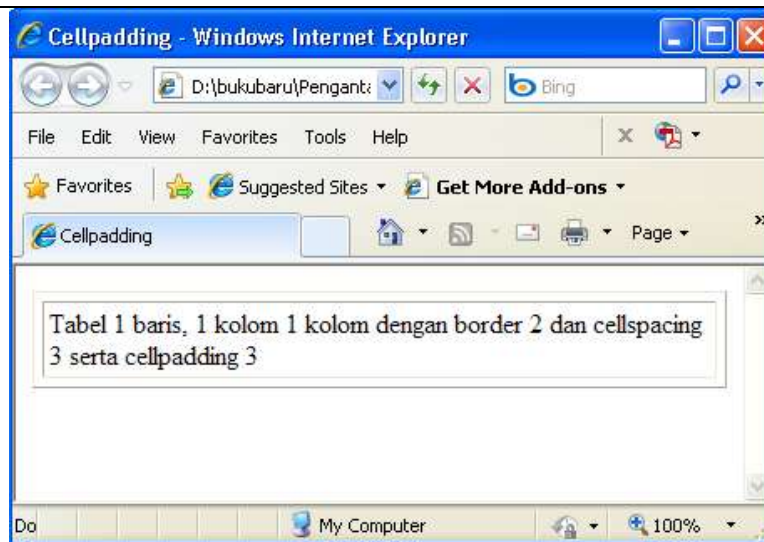 Cellpadding - Windows Internet Explorer
D:\bukubaru\Penganta
Bing
File Edit View Favorites Tools Help
Favorites Suggested Sites Get More Add-ons
Cellpadding Page »
Tabel 1 baris, 1 kolom 1 kolom dengan border 2 dan cellspacing
3 serta cellpadding 3
Do My Computer 100%